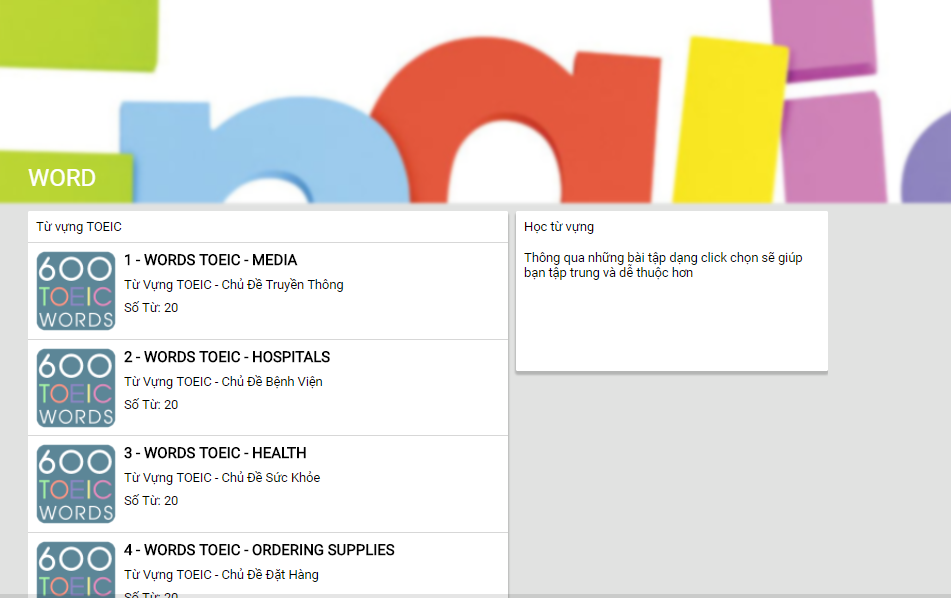 WORD
Từ vựng TOEIC
600
TOEIC
WORDS
1 - WORDS TOEIC - MEDIA
Từ Vựng TOEIC - Chủ Đề Truyền Thông
Số Từ: 20
600
TOEIC
WORDS
2 - WORDS TOEIC - HOSPITALS
Từ Vựng TOEIC - Chủ Đề Bệnh Viện
Số Từ: 20
600
TOEIC
WORDS
3 - WORDS TOEIC - HEALTH
Từ Vựng TOEIC - Chủ Đề Sức Khỏe
Số Từ: 20
600
TOEIC
4 - WORDS TOEIC - ORDERING SUPPLIES
Từ Vựng TOEIC - Chủ Đề Đặt Hàng
Số Từ: 20
Học từ vựng
Thông qua những bài tập dạng click chọn sẽ giúp
bạn tập trung và dễ thuộc hơn